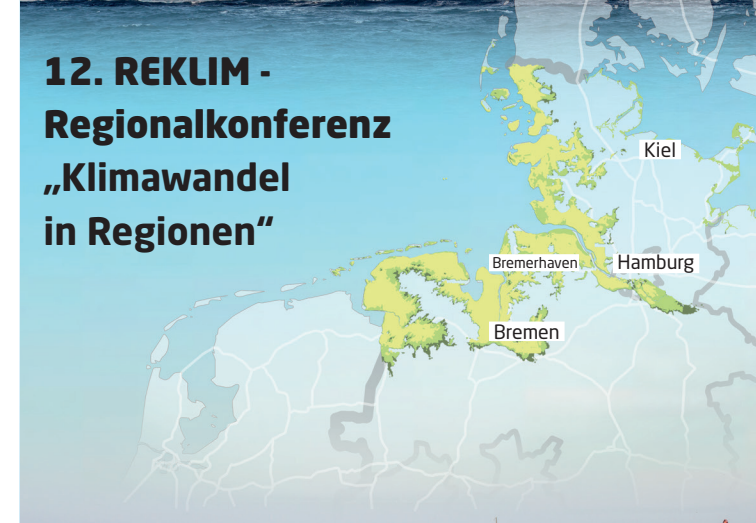 12. REKLIM -
Regionalkonferenz
„Klimawandel
in Regionen“
Kiel
Bremerhaven
Hamburg
Bremen